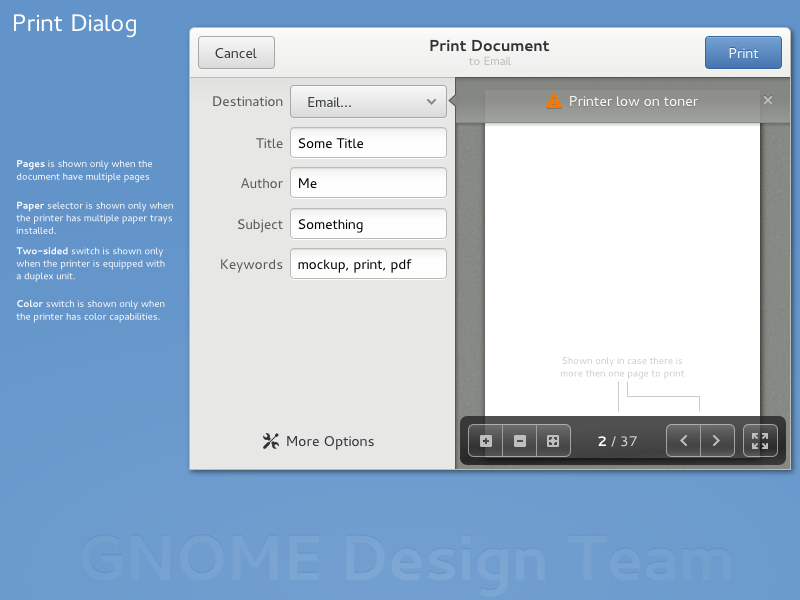 Print Dialog
Cancel
Print Document
to Email
Print
Destination
Email...
Printer low on toner
Title
Some Title
Author
Me
Subject
Something
Keywords
mockup, print, pdf
Pages is shown only when the
document have multiple pages
Paper selector is shown only when
the printer has multiple paper trays
installed.
Two-sided switch is shown only
when the printer is equipped with
a duplex unit.
Color switch is shown only when
the printer has color capabilities.
Shown only in case there is
more then one page to print
More Options
2 / 37
GNOME Design Team